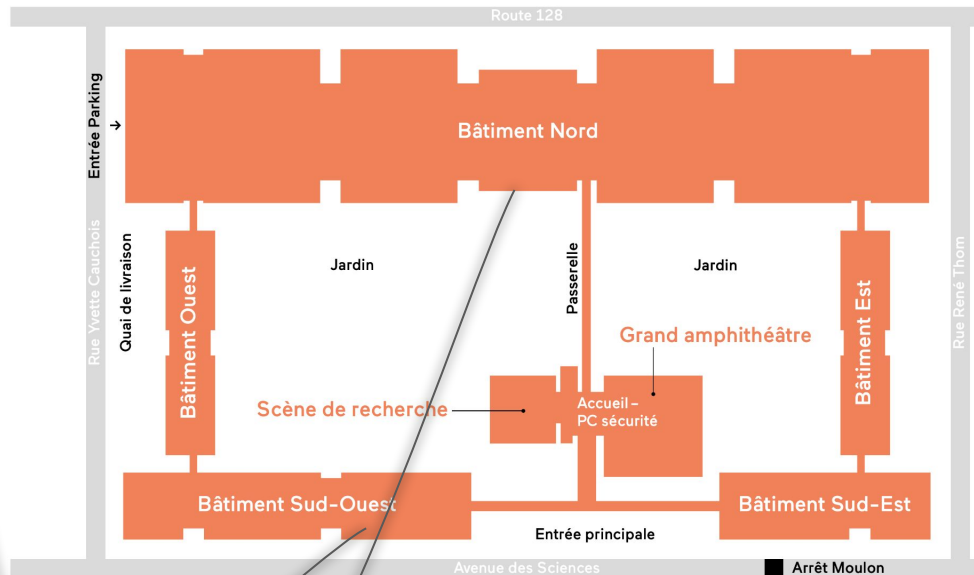 Route 128
Entrée Parking
Bâtiment Nord
Rue Yvette Cauchois
Quai de livraison
Bâtiment Ouest
Jardin
Passerelle
Jardin
Bâtiment Est
Rue René Thom
Grand amphithéâtre
Scène de recherche
Accueil –
PC sécurité
Bâtiment Sud-Ouest
Bâtiment Sud-Est
Entrée principale
Avenue des Sciences
Arrêt Moulon